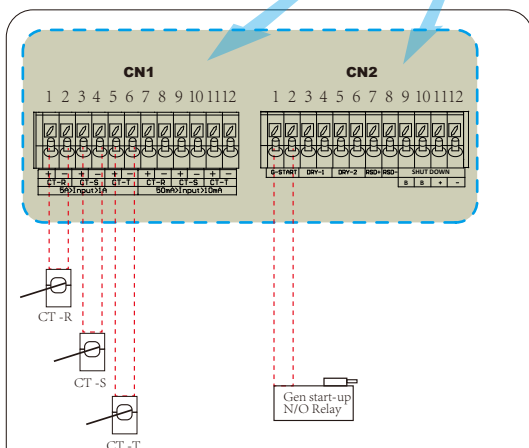 CN1 CN2
1 2 3 4 5 6 7 8 9 10 11 12 1 2 3 4 5 6 7 8 9 10 11 12
+ − + − + − + − + − + −
CT-R CT-S CT-T CT-R CT-S CT-T
5A>Input>1A 50mA>Input>10mA
G-START DRY-1 DRY-2 RSD+ RSD- SHUT DOWN
B B + -
CT -R
CT -S
CT -T
Gen start-up
N/O Relay